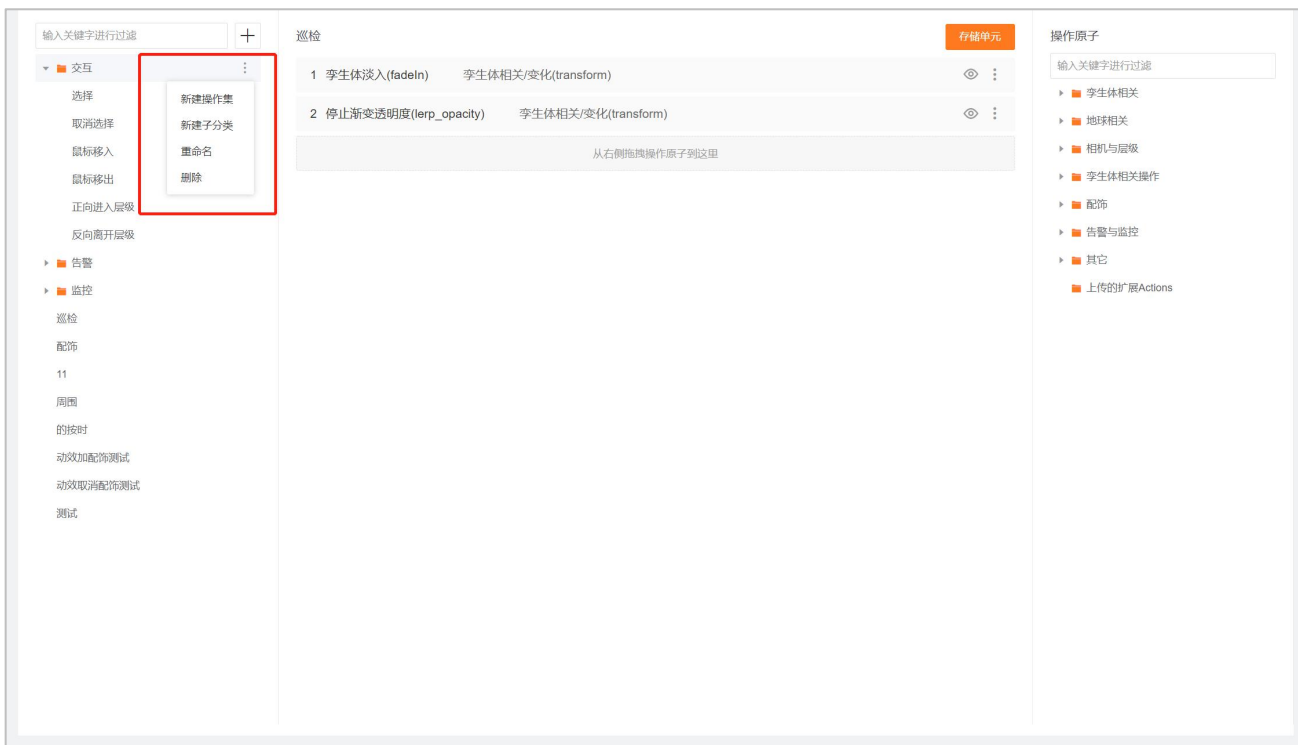 输入关键字进行过滤
交互
选择
取消选择
鼠标移入
鼠标移出
正向进入层级
反向离开层级
告警
监控
巡检
配饰
11
周围
的按时
动效加配饰测试
动效取消配饰测试
测试
新建操作集
新建子分类
重命名
删除
巡检
存储单元
1 孪生体淡入(fadeIn) 孪生体相关/变化(transform)
2 停止渐变透明度(lerp_opacity) 孪生体相关/变化(transform)
从右侧拖拽操作原子到这里
操作原子
输入关键字进行过滤
孪生体相关
地球相关
相机与层级
孪生体相关操作
配饰
告警与监控
其它
上传的扩展Actions